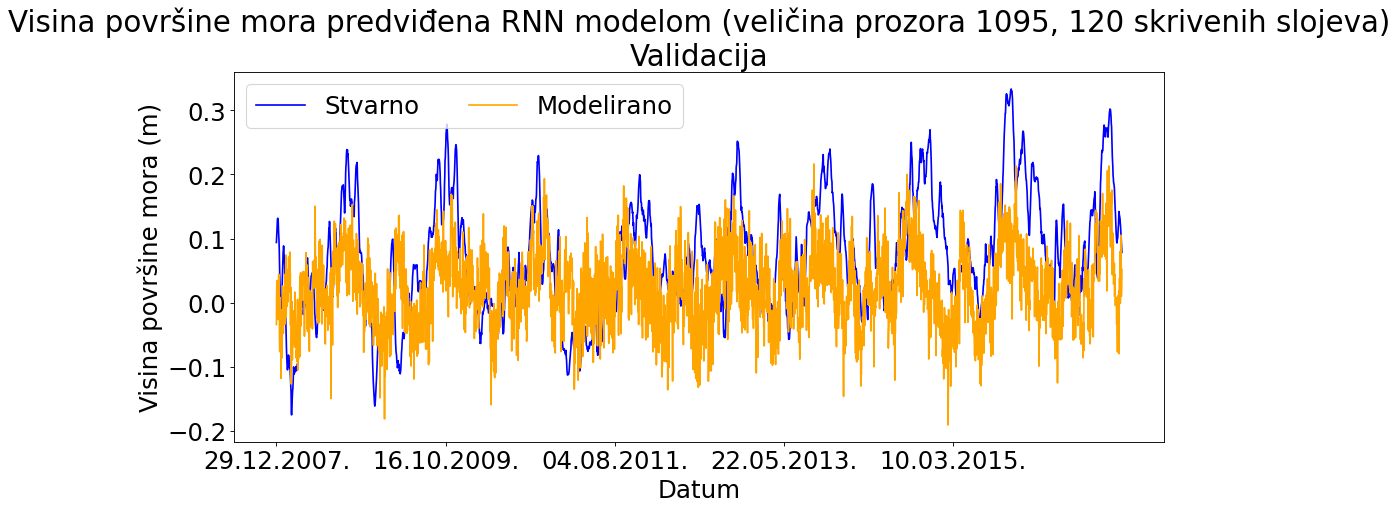 Visina površine mora predviđena RNN modelom (veličina prozora 1095, 120 skrivenih slojeva)
Validacija
Stvarno
Modelirano
Visina površine mora (m)
0.3
0.2
0.1
0.0
−0.1
−0.2
29.12.2007.
16.10.2009.
04.08.2011.
22.05.2013.
10.03.2015.
Datum